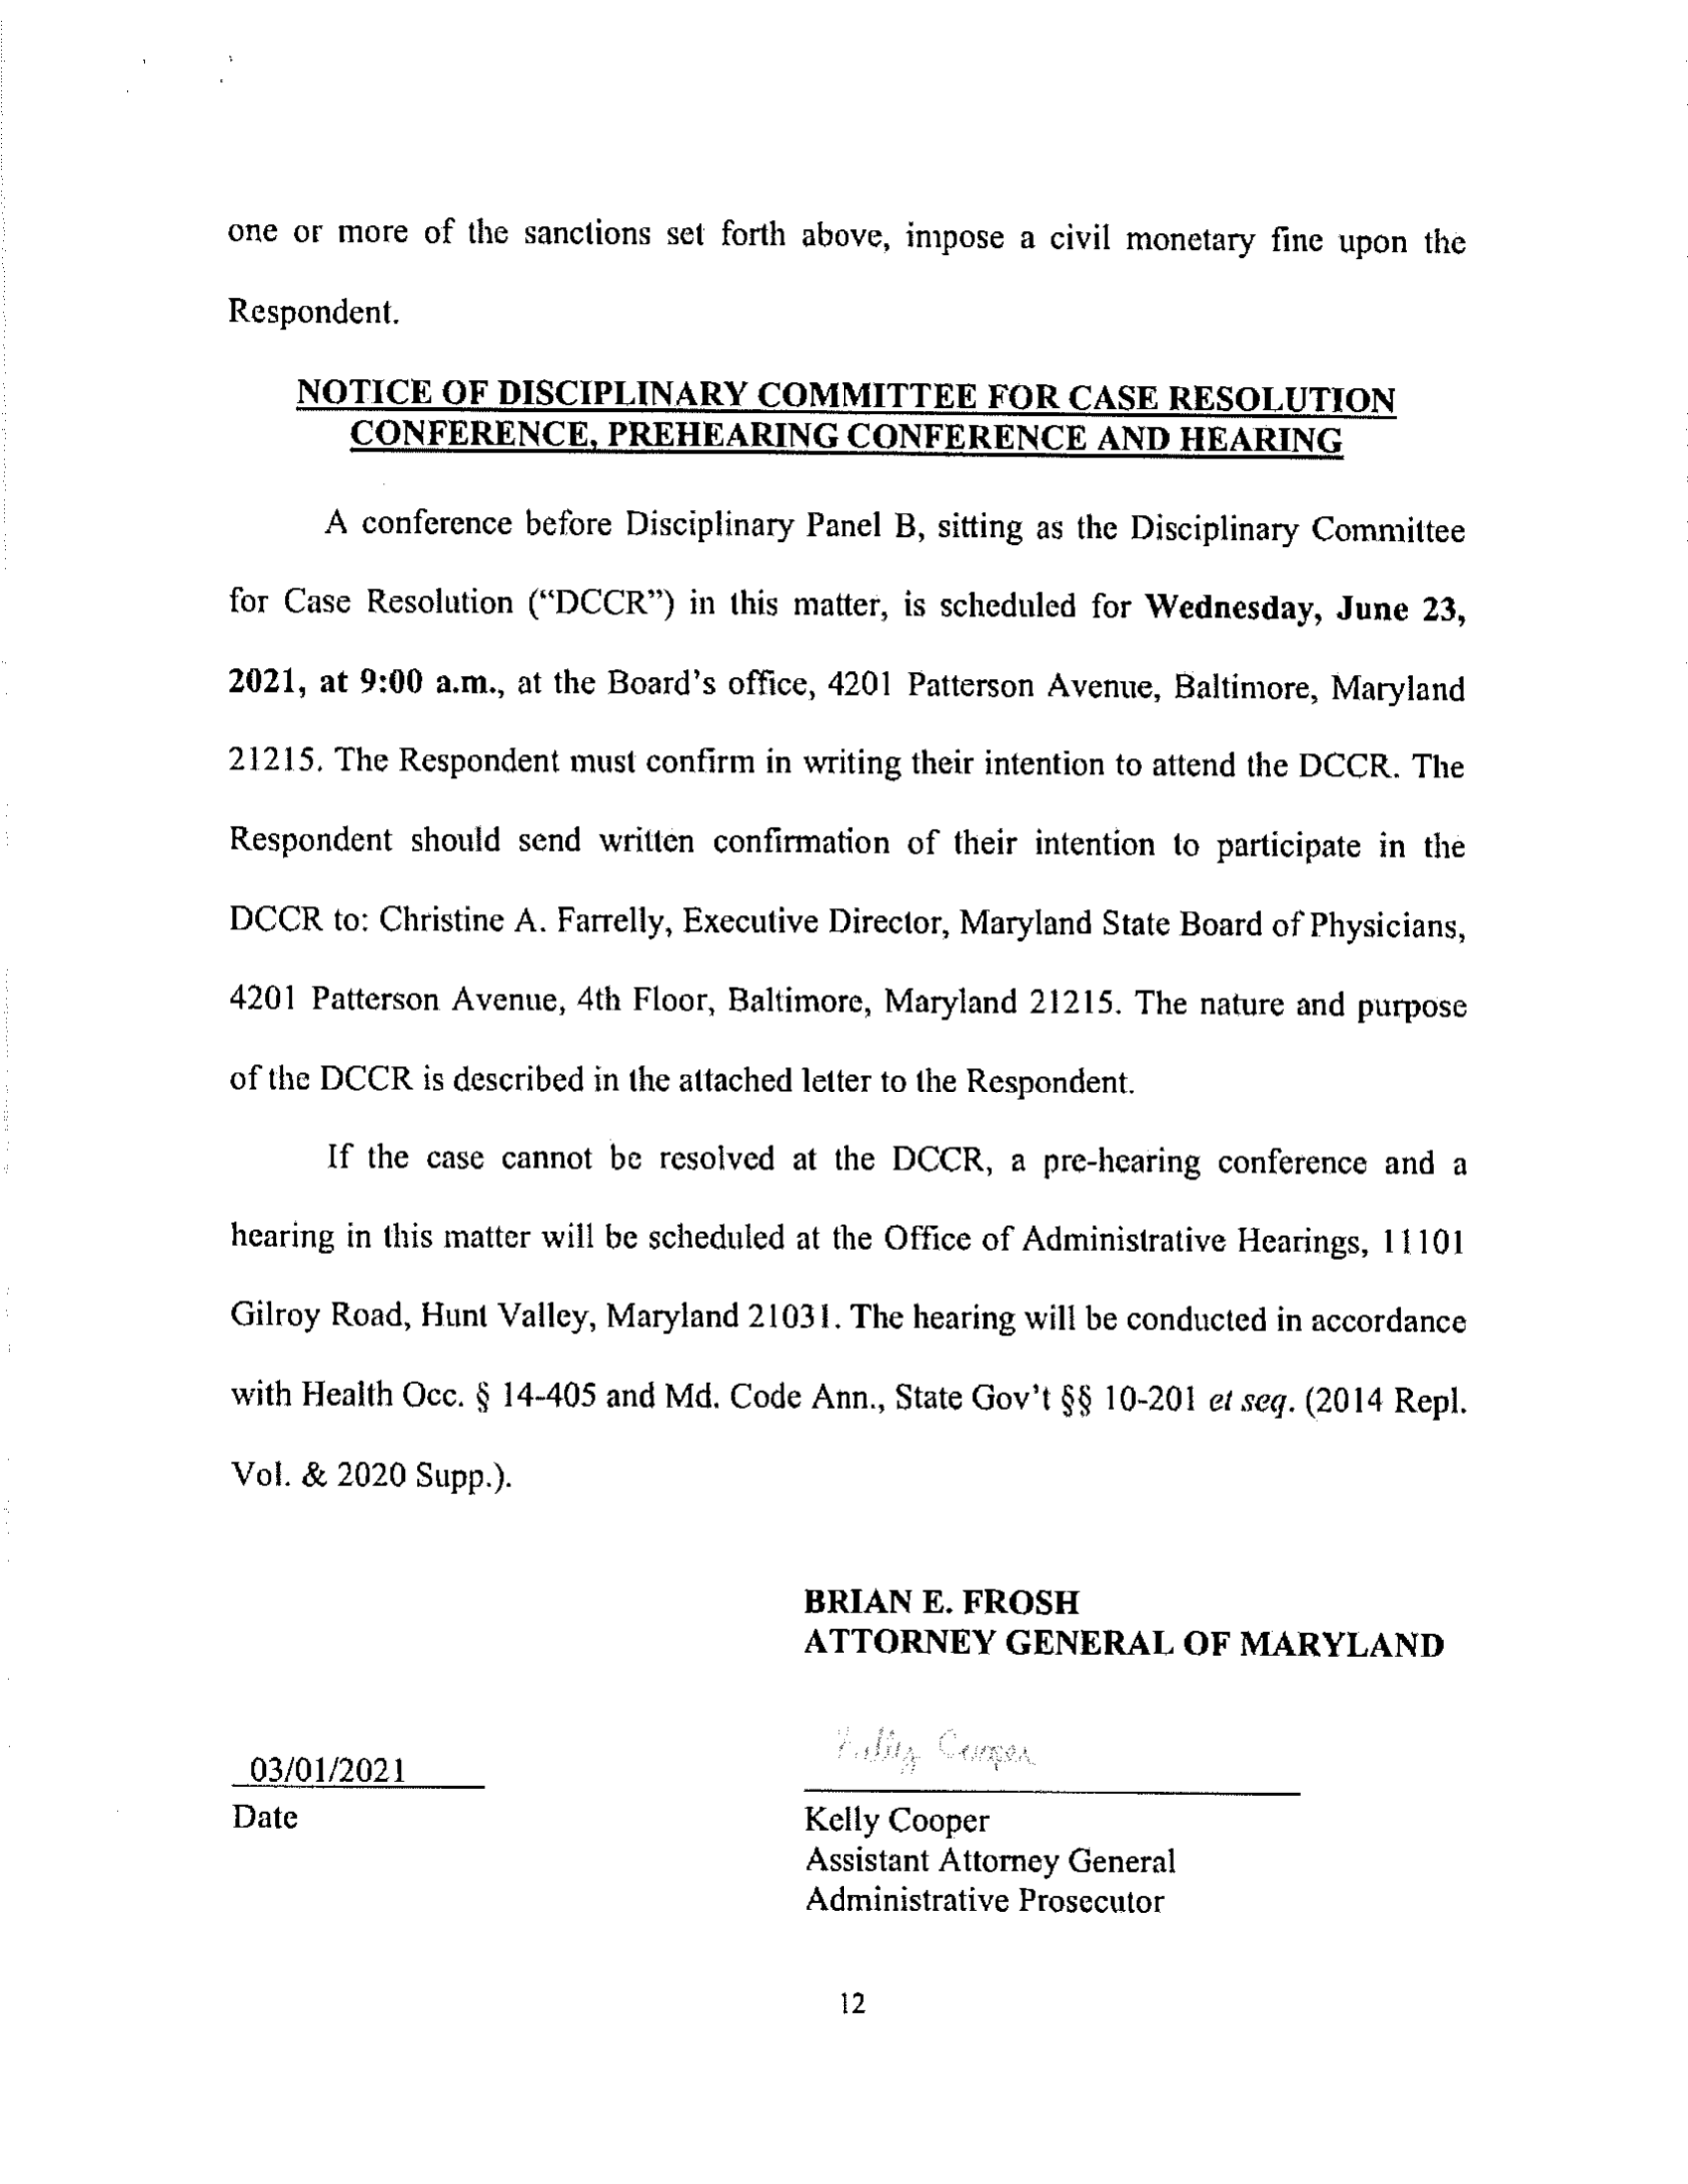 one or more of the sanctions set forth above, impose a civil monetary fine upon the
Respondent.
NOTICE OF DISCIPLINARY COMMITTEE FOR CASE RESOLUTION
CONFERENCE, PREHEARING CONFERENCE AND HEARING
A conference before Disciplinary Panel B, sitting as the Disciplinary Committee
for Case Resolution (“DCCR”) in this matter, is scheduled for Wednesday, June 23,
2021, at 9:00 a.m., at the Board’s office, 4201 Patterson Avenue, Baltimore, Maryland
21215. The Respondent must confirm in writing their intention to attend the DCCR. The
Respondent should send written confirmation of their intention to participate in the
DCCR to: Christine A. Farrelly, Executive Director, Maryland State Board of Physicians,
4201 Patterson Avenue, 4th Floor, Baltimore, Maryland 21215. The nature and purpose
of the DCCR is described in the attached letter to the Respondent.
If the case cannot be resolved at the DCCR, a pre-hearing conference and a
hearing in this matter will be scheduled at the Office of Administrative Hearings, 11101
Gilroy Road, Hunt Valley, Maryland 21031. The hearing will be conducted in accordance
with Health Occ. § 14-405 and Md. Code Ann., State Gov’t §§ 10-201 et seq. (2014 Repl.
Vol. & 2020 Supp.).
BRIAN E. FROSH
ATTORNEY GENERAL OF MARYLAND
Kelly Cooper
03/01/2021
Date
Kelly Cooper
Assistant Attorney General
Administrative Prosecutor
12